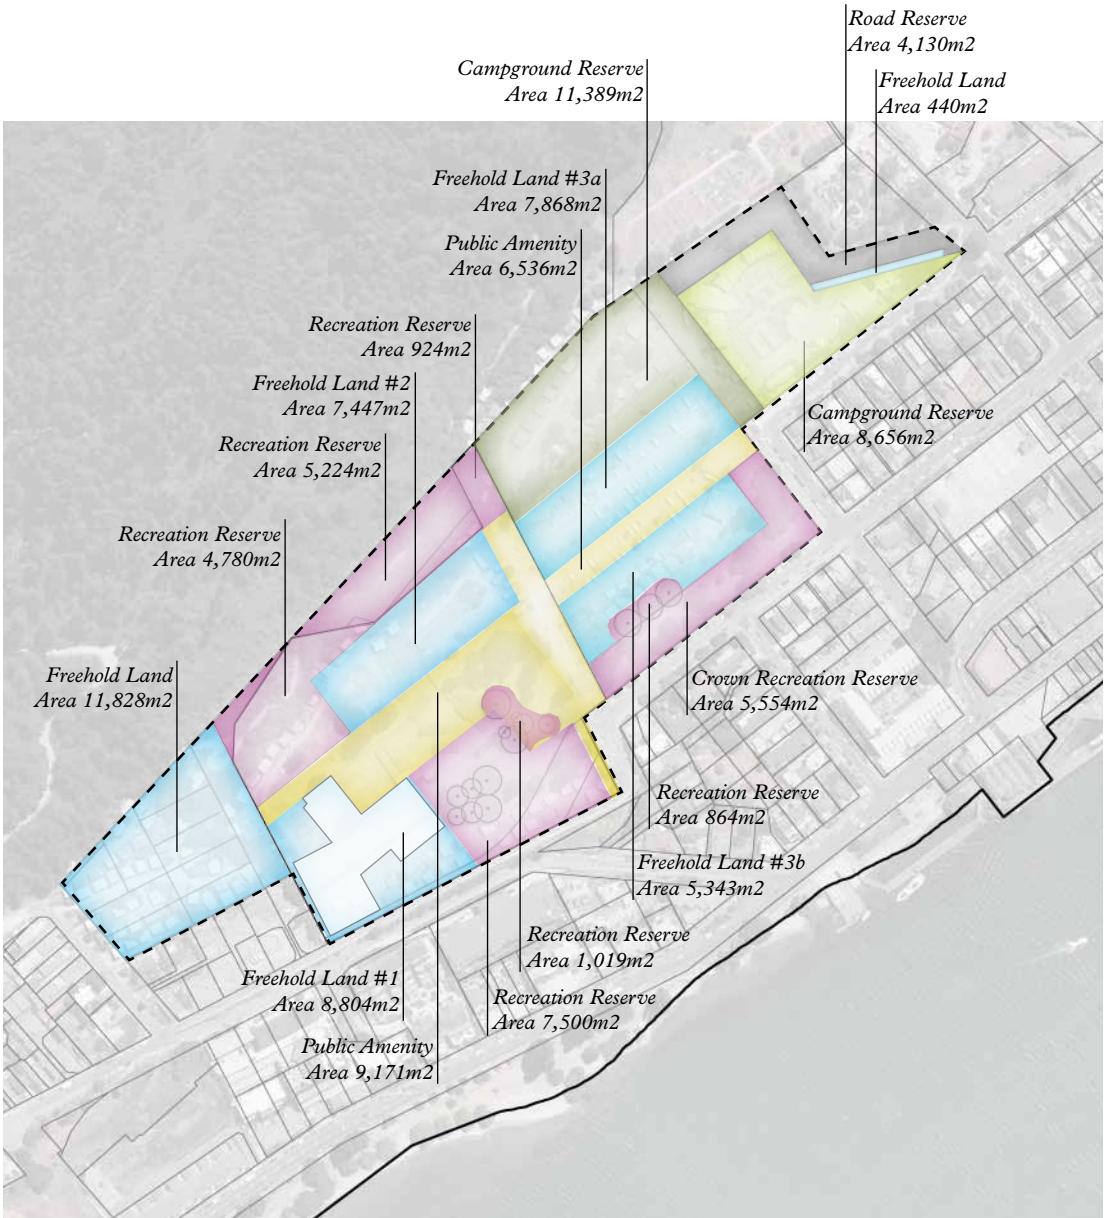 Road Reserve
Area 4,130m2
Campground Reserve
Area 11,389m2
Freehold Land
Area 440m2
Freehold Land #3a
Area 7,868m2
Public Amenity
Area 6,536m2
Recreation Reserve
Area 924m2
Freehold Land #2
Area 7,447m2
Recreation Reserve
Area 5,224m2
Campground Reserve
Area 8,656m2
Recreation Reserve
Area 4,780m2
Freehold Land
Area 11,828m2
Crown Recreation Reserve
Area 5,554m2
Recreation Reserve
Area 864m2
Freehold Land #3b
Area 5,343m2
Recreation Reserve
Area 1,019m2
Freehold Land #1
Area 8,804m2
Recreation Reserve
Area 7,500m2
Public Amenity
Area 9,171m2